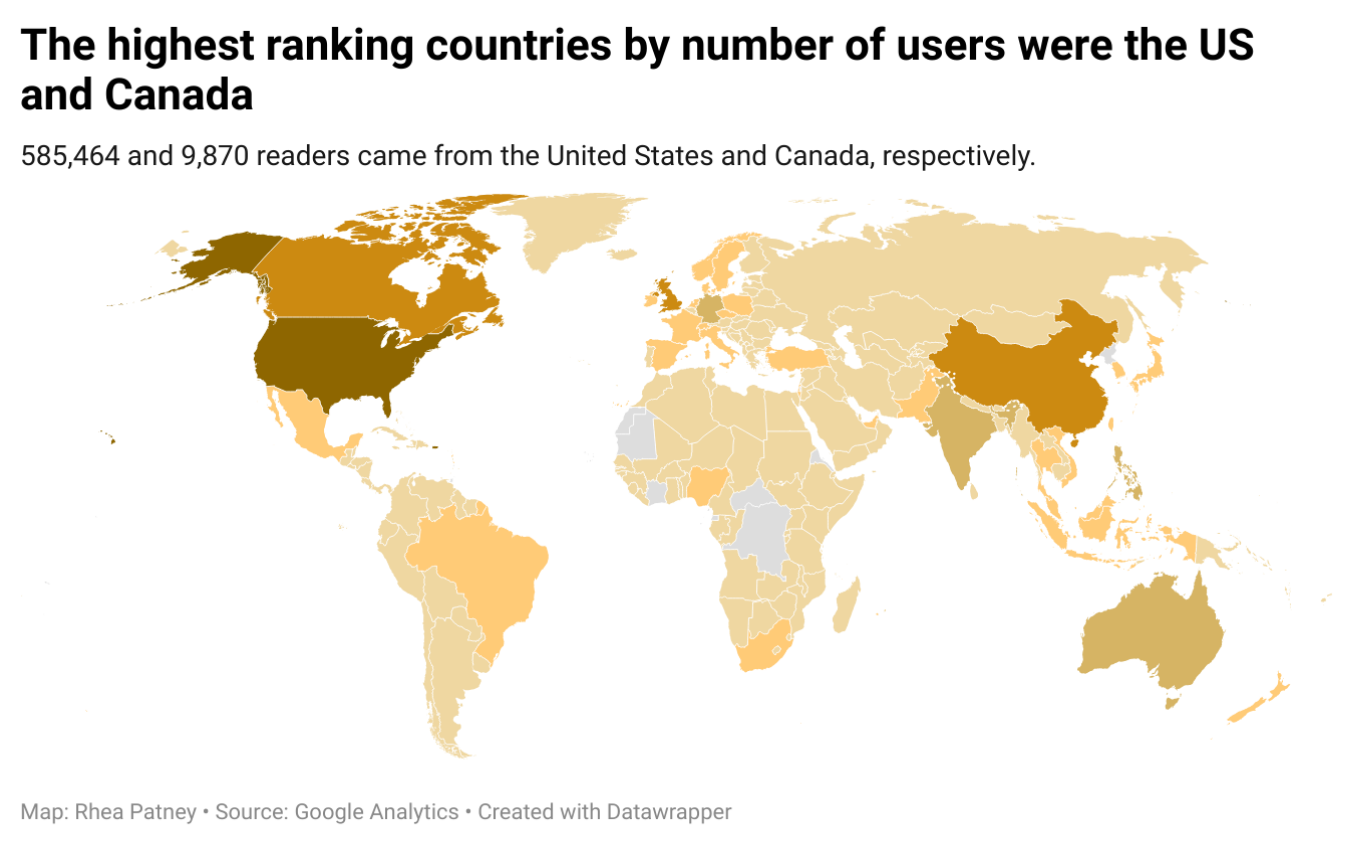 The highest ranking countries by number of users were the US
and Canada
585,464 and 9,870 readers came from the United States and Canada, respectively.
Map: Rhea Patney • Source: Google Analytics • Created with Datawrapper